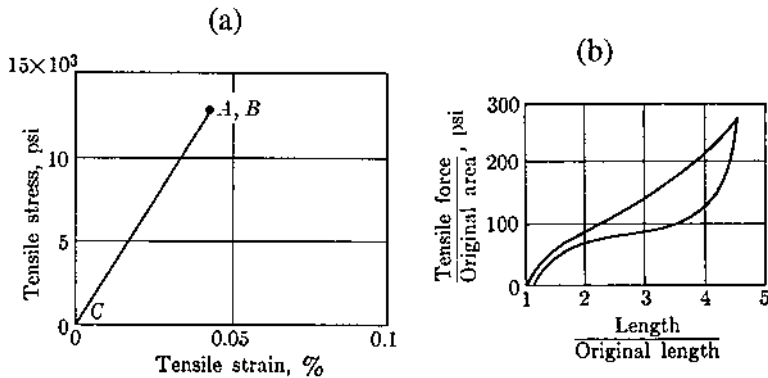 (a)
15×10³
10
5
0
Tensile stress, psi
A, B
C
0
0.05
0.1
Tensile strain, %
(b)
300
200
100
0
Tensile force
Original area, psi
1
2
3
4
5
Length
Original length